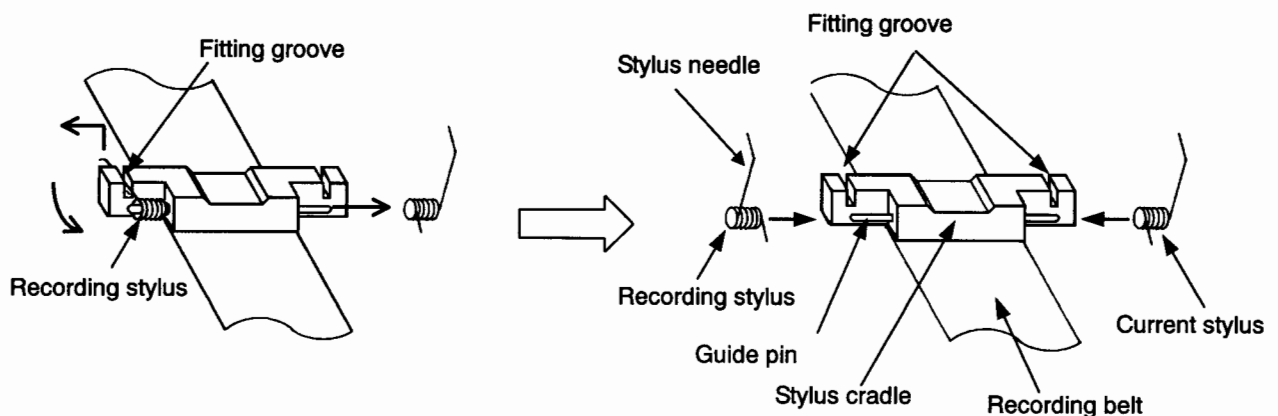 Fitting groove
Recording stylus
Fitting groove
Stylus needle
Recording stylus
Guide pin
Stylus cradle
Recording belt
Current stylus